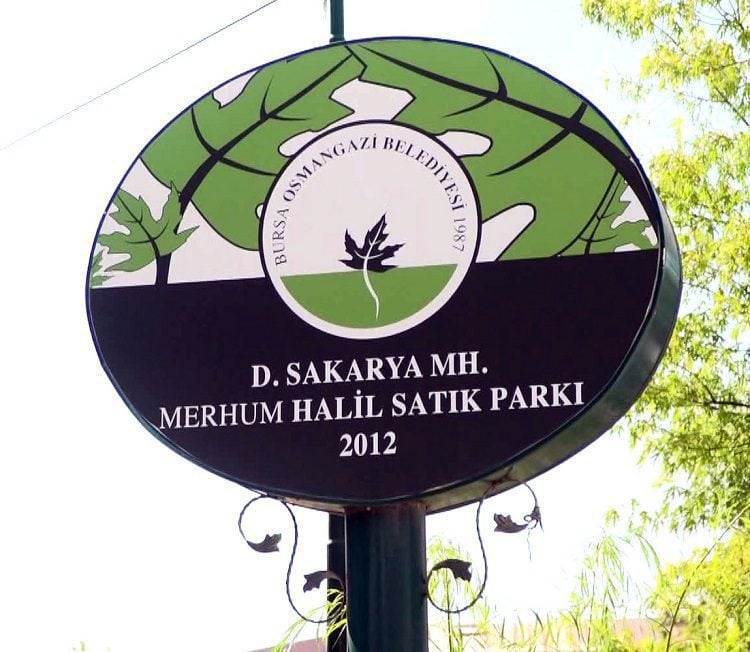 BURSA OSMANGAZİ BELEDİYESİ 1987
D. SAKARYA MH.
MERHUM HALİL SATIK PARKI
2012